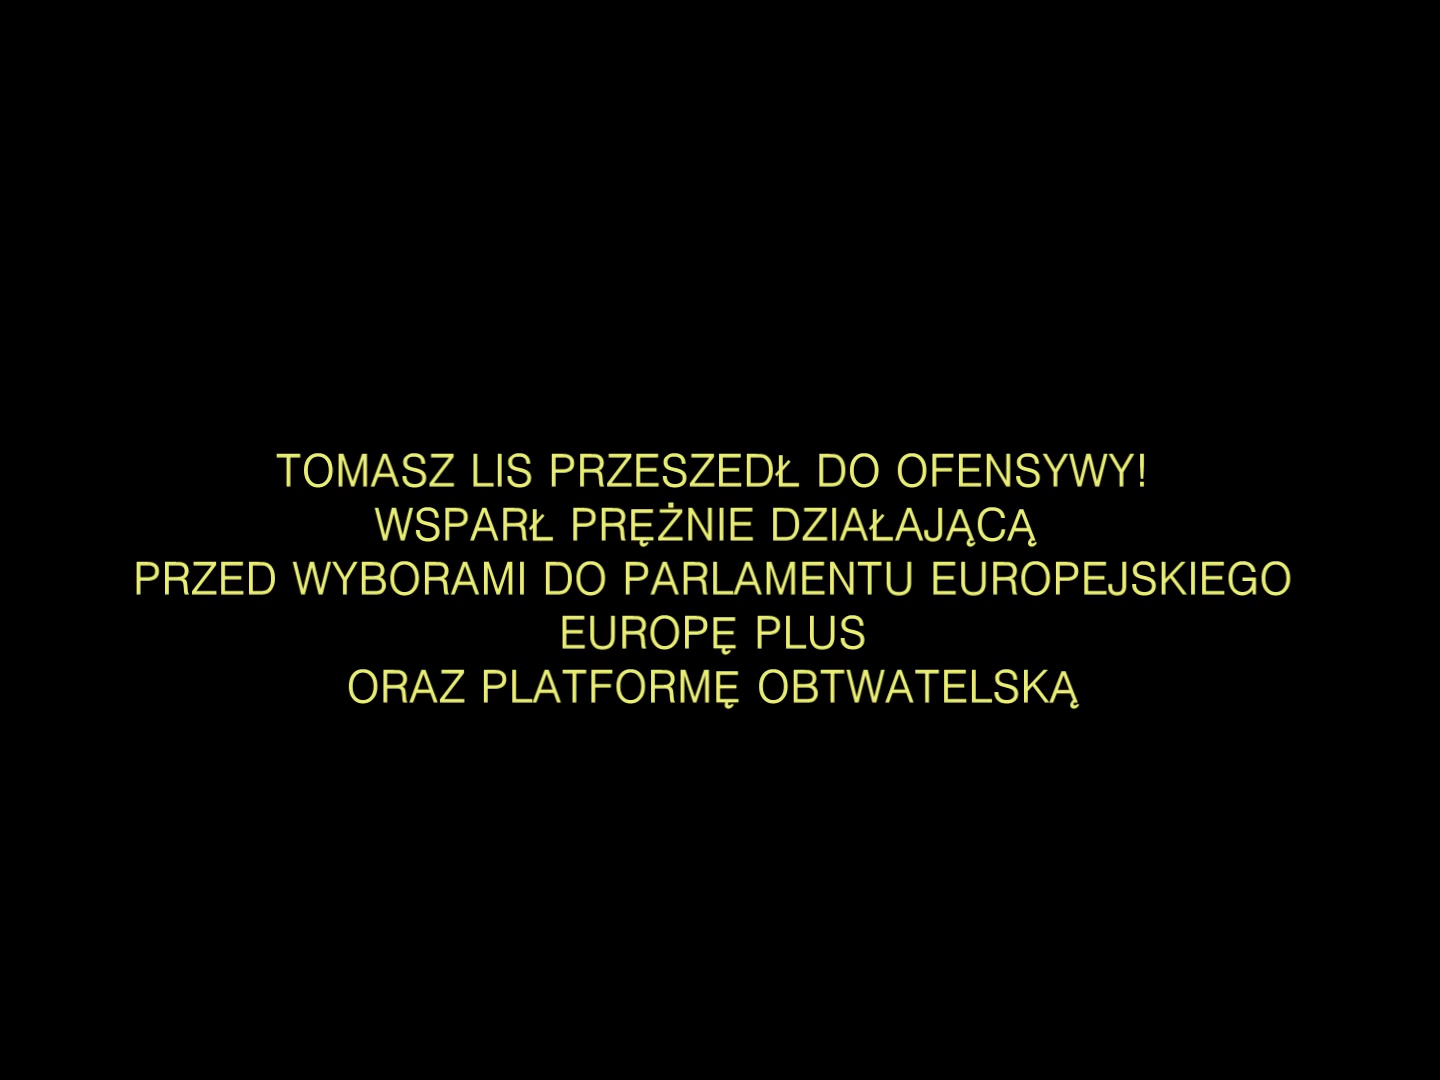 TOMASZ LIS PRZESZEDŁ DO OFENSYWY!
WSPARŁ PRĘŻNIE DZIAŁAJĄCĄ
PRZED WYBORAMI DO PARLAMENTU EUROPEJSKIEGO
EUROPĘ PLUS
ORAZ PLATFORMĘ OBTWATELSKĄ